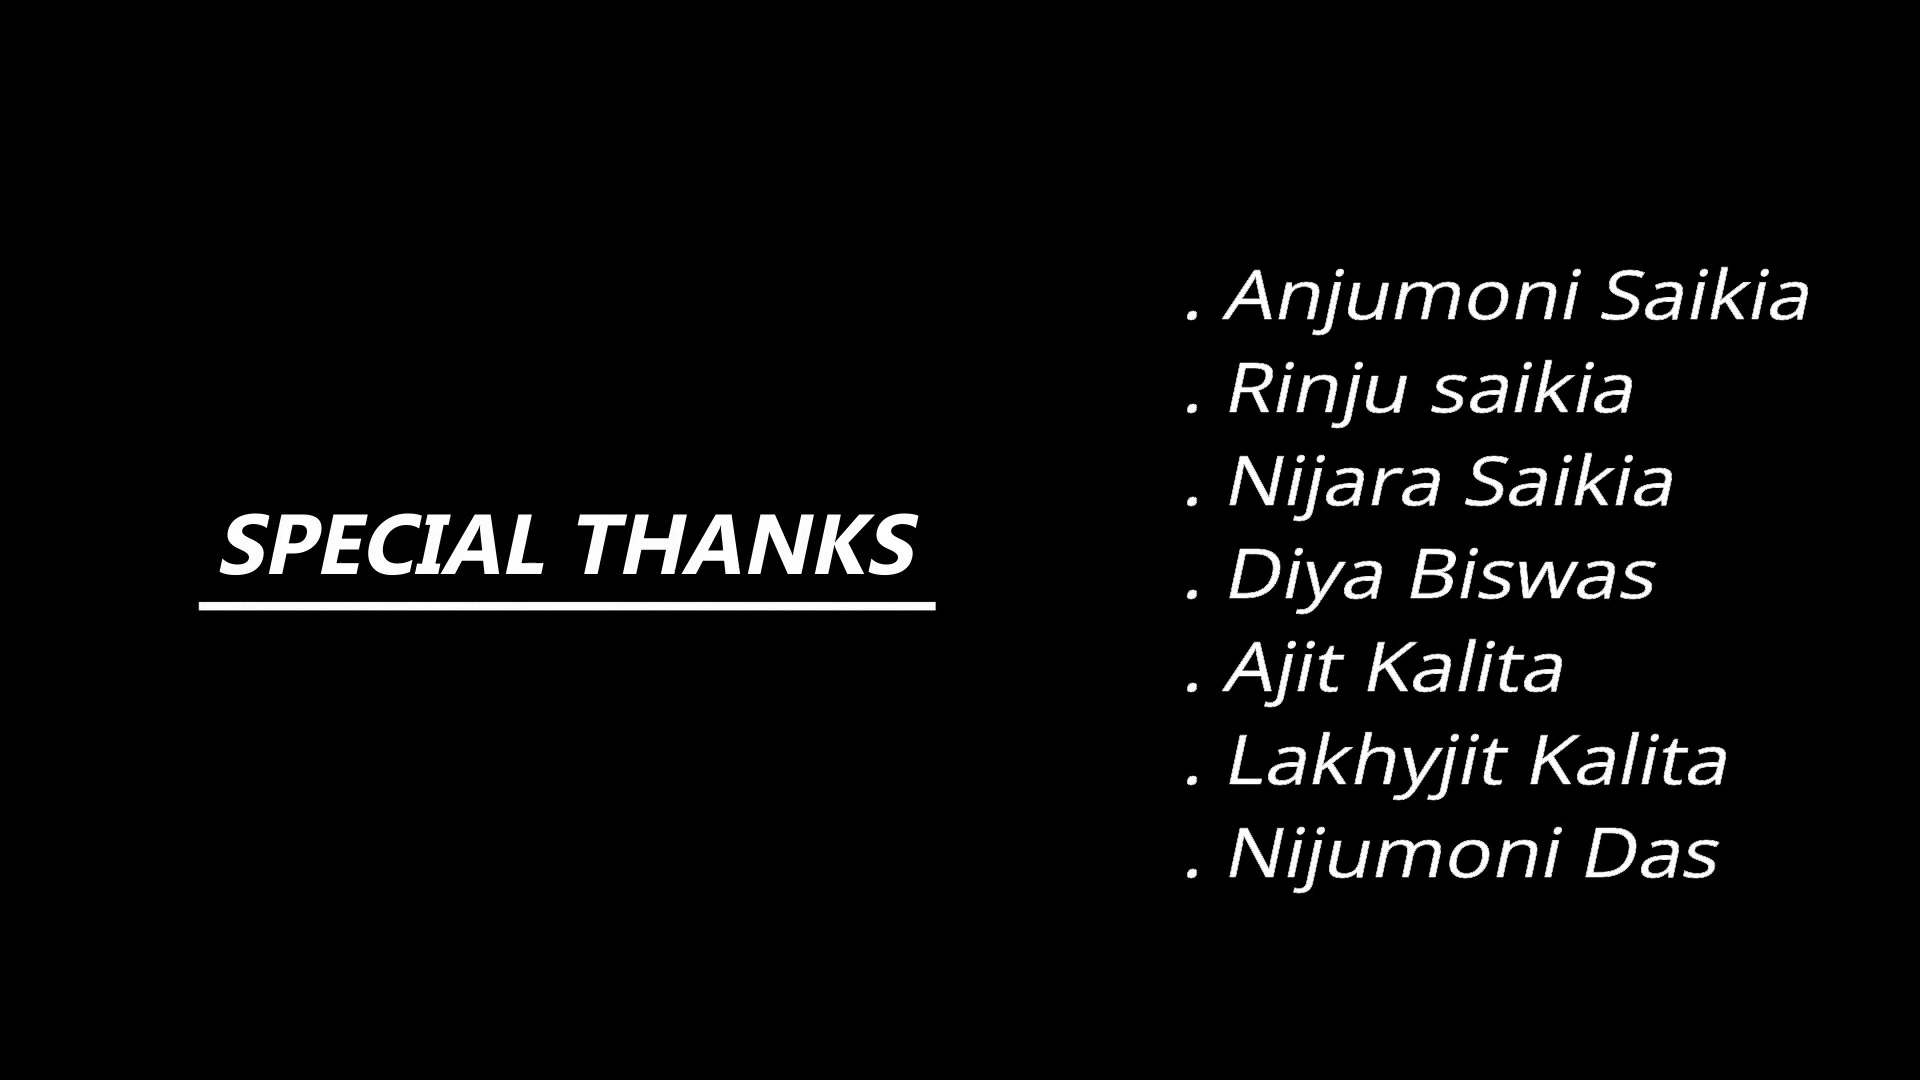 SPECIAL THANKS
. Anjumoni Saikia
. Rinju saikia
. Nijara Saikia
. Diya Biswas
. Ajit Kalita
. Lakhyjit Kalita
. Nijumoni Das